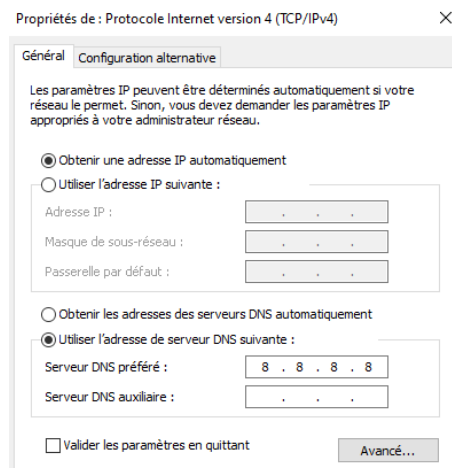 Propriétés de : Protocole Internet version 4 (TCP/IPv4)
Général Configuration alternative
Les paramètres IP peuvent être déterminés automatiquement si votre
réseau le permet. Sinon, vous devez demander les paramètres IP
appropriés à votre administrateur réseau.
Obtenir une adresse IP automatiquement
Utiliser l'adresse IP suivante :
Adresse IP : . . .
Masque de sous-réseau : . . .
Passerelle par défaut : . . .
Obtenir les adresses des serveurs DNS automatiquement
Utiliser l'adresse de serveur DNS suivante :
Serveur DNS préféré : 8 . 8 . 8 . 8
Serveur DNS auxiliaire : . . .
Valider les paramètres en quittant Avancé...